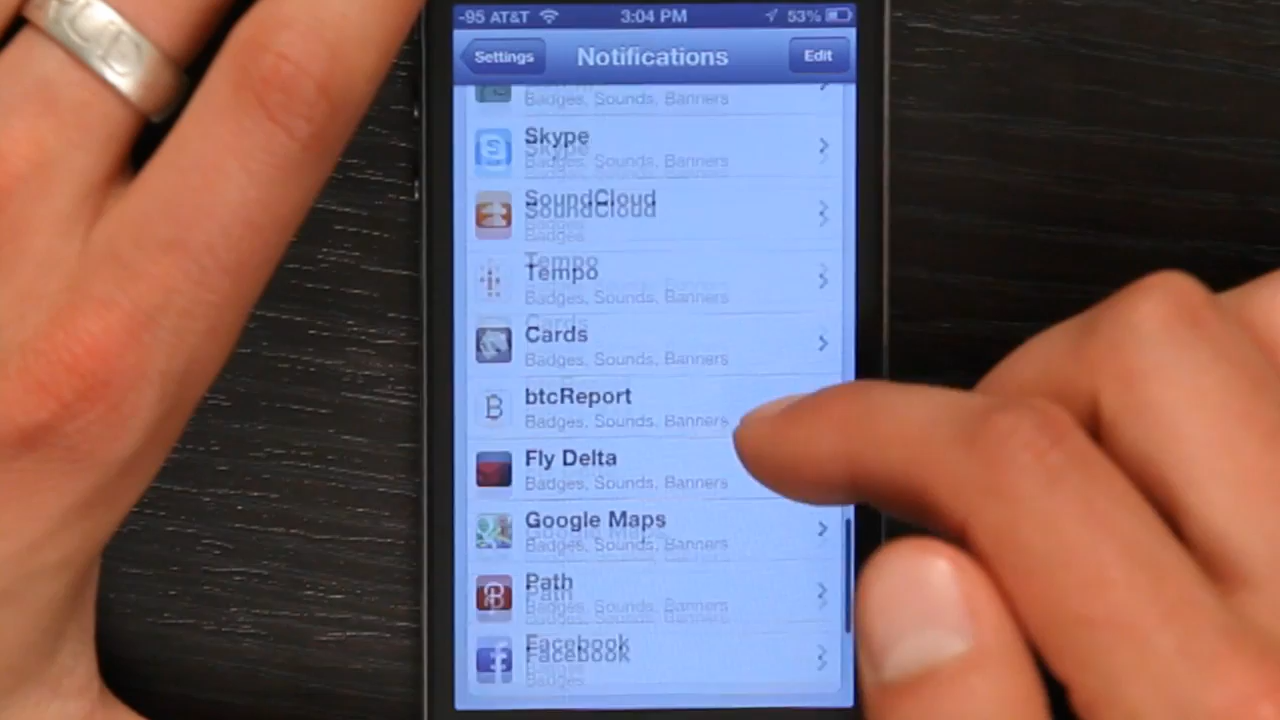 -95 AT&T 3:04 PM 53%
Settings Notifications Edit
Badges, Sounds, Banners
Skype
Badges, Sounds, Banners
SoundCloud
Badges
Tempo
Badges, Sounds, Banners
Cards
Badges, Sounds, Banners
btcReport
Badges, Sounds, Banners
Fly Delta
Badges, Sounds, Banners
Google Maps
Badges, Sounds, Banners
Path
Badges, Sounds, Banners
Facebook
Badges